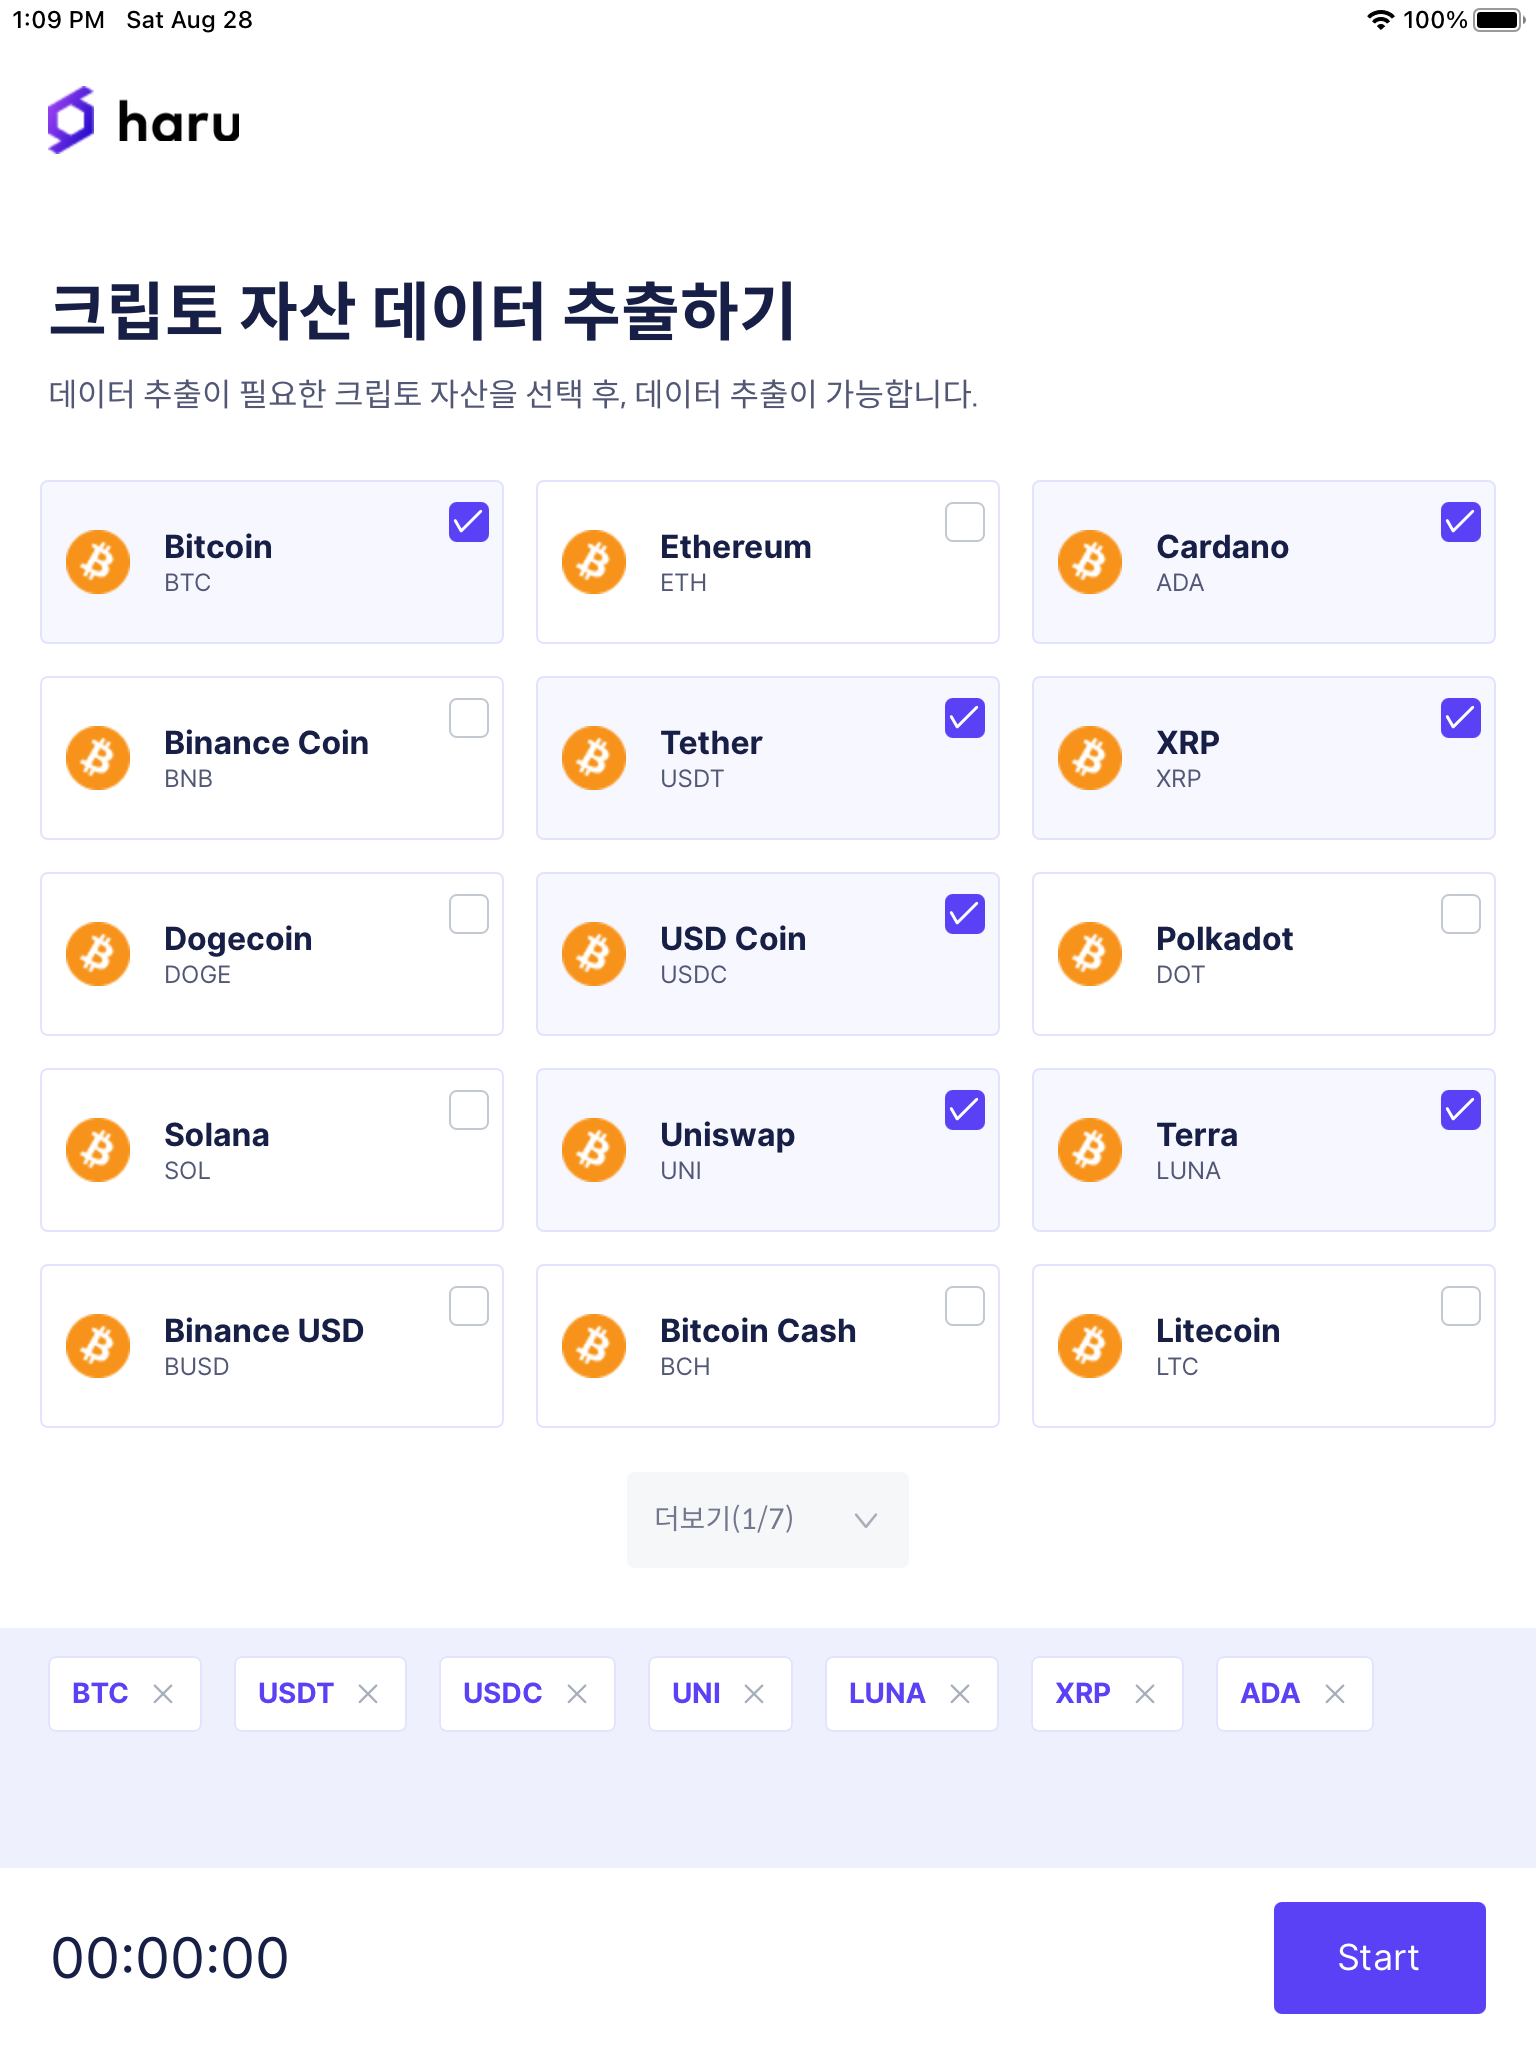 1:09 PM Sat Aug 28 100%
haru
크립토 자산 데이터 추출하기
데이터 추출이 필요한 크립토 자산을 선택 후, 데이터 추출이 가능합니다.
Bitcoin
BTC
Ethereum
ETH
Cardano
ADA
Binance Coin
BNB
Tether
USDT
XRP
XRP
Dogecoin
DOGE
USD Coin
USDC
Polkadot
DOT
Solana
SOL
Uniswap
UNI
Terra
LUNA
Binance USD
BUSD
Bitcoin Cash
BCH
Litecoin
LTC
더보기(1/7)
BTC USDT USDC UNI LUNA XRP ADA
00:00:00
Start